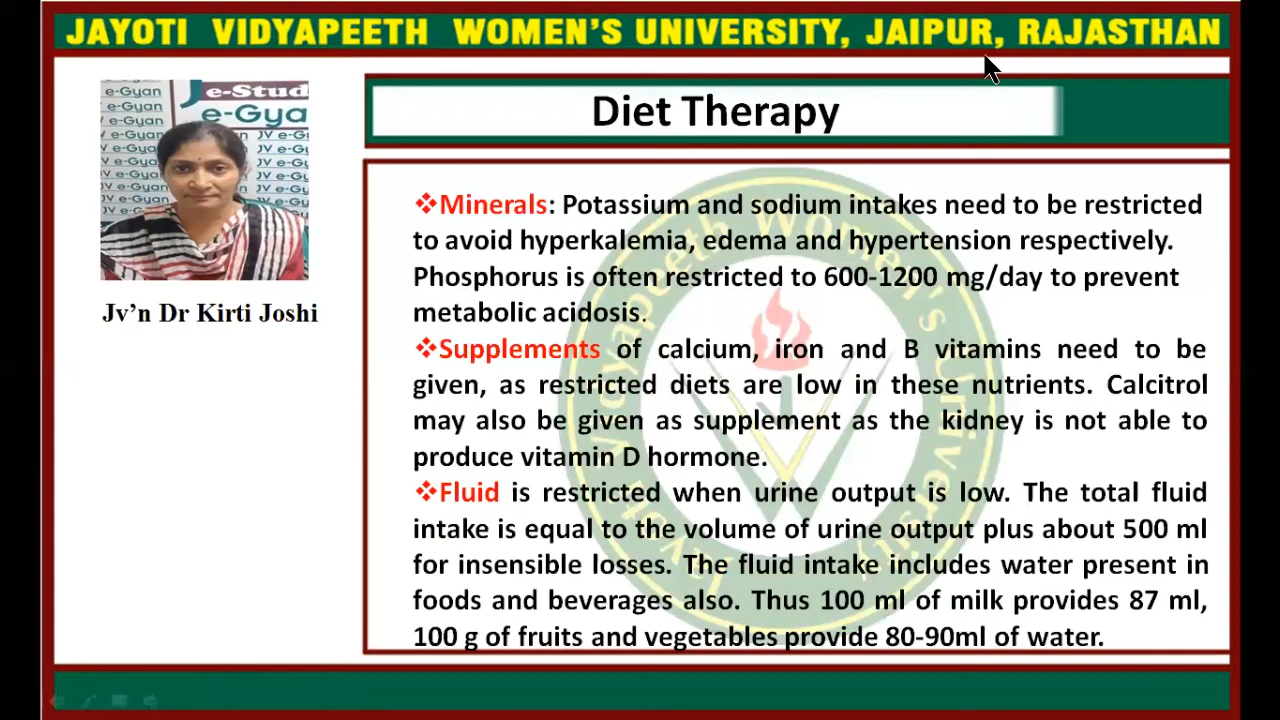 JAYOTI VIDYAPEETH WOMEN'S UNIVERSITY, JAIPUR, RAJASTHAN
e-Stud
e-Gyan
e-Gya
Diet Therapy
❖Minerals: Potassium and sodium intakes need to be restricted
to avoid hyperkalemia, edema and hypertension respectively.
Phosphorus is often restricted to 600-1200 mg/day to prevent
metabolic acidosis.
❖Supplements of calcium, iron and B vitamins need to be
given, as restricted diets are low in these nutrients. Calcitrol
may also be given as supplement as the kidney is not able to
produce vitamin D hormone.
❖Fluid is restricted when urine output is low. The total fluid
intake is equal to the volume of urine output plus about 500 ml
for insensible losses. The fluid intake includes water present in
foods and beverages also. Thus 100 ml of milk provides 87 ml,
100 g of fruits and vegetables provide 80-90ml of water.
Jv'n Dr Kirti Joshi